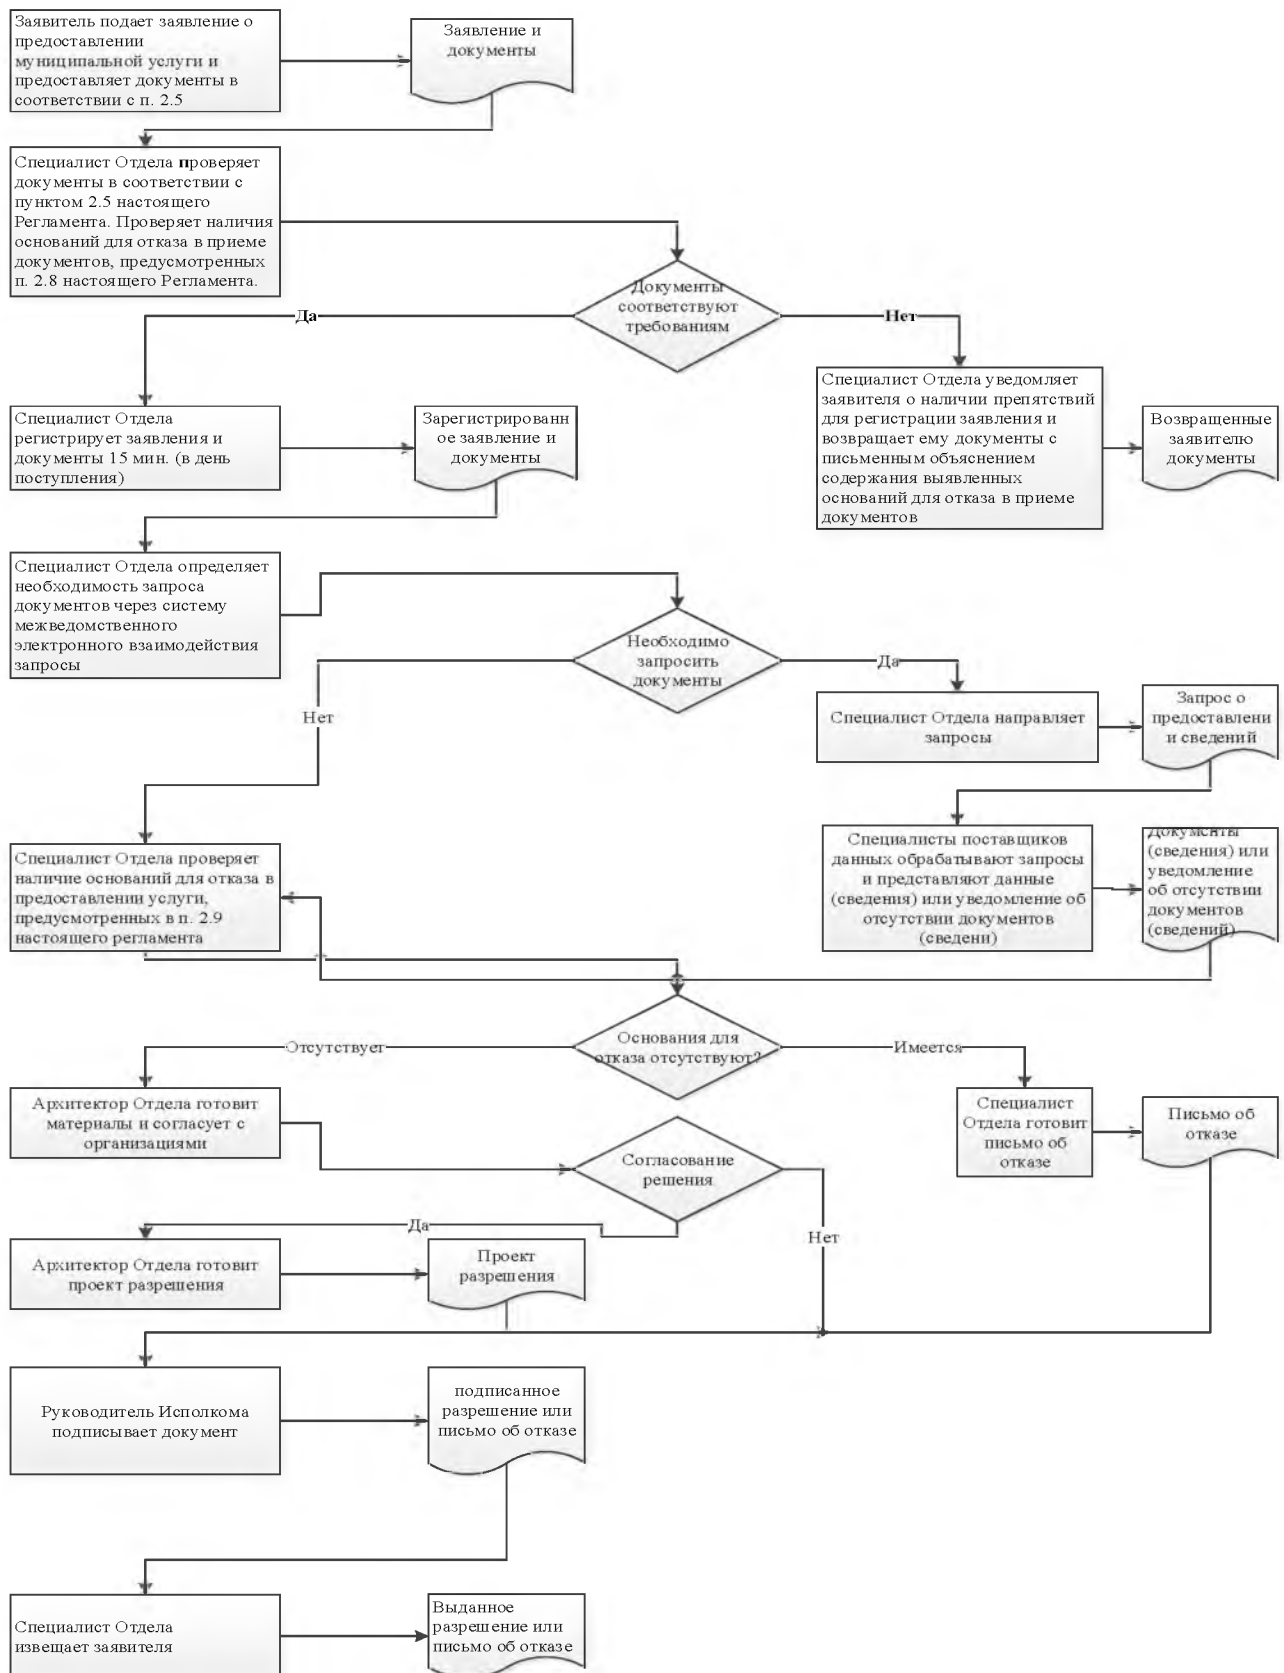 Заявитель подает заявление о
предоставлении
муниципальной услуги и
предоставляет документы в
соответствии с п. 2.5
Заявление и
документы
Специалист Отдела проверяет
документы в соответствии с
пунктом 2.5 настоящего
Регламента. Проверяет наличия
оснований для отказа в приеме
документов, предусмотренных
п. 2.8 настоящего Регламента.
Документы
соответствуют
требованиям
Да
Нет
Специалист Отдела
регистрирует заявления и
документы 15 мин. (в день
поступления)
Зарегистрированн
ое заявление и
документы
Специалист Отдела уведомляет
заявителя о наличии препятствий
для регистрации заявления и
возвращает ему документы с
письменным объяснением
содержания выявленных
оснований для отказа в приеме
документов
Возвращенные
заявителю
документы
Специалист Отдела определяет
необходимость запроса
документов через систему
межведомственного
электронного взаимодействия
запросы
Необходимо
запросить
документы
Да
Нет
Специалист Отдела направляет
запросы
Запрос о
предоставлени
и сведений
Специалист Отдела проверяет
наличие оснований для отказа в
предоставлении услуги,
предусмотренных в п. 2.9
настоящего регламента
Специалисты поставщиков
данных обрабатывают запросы
и представляют данные
(сведения) или уведомление об
отсутствии документов
(сведени)
Документы
(сведения) или
уведомление
об отсутствии
документов
(сведений)
Основания для
отказа отсутствуют?
Отсутствует
Имеется
Архитектор Отдела готовит
материалы и согласует с
организациями
Специалист
Отдела готовит
письмо об
отказе
Письмо об
отказе
Согласование
решения
Да
Нет
Архитектор Отдела готовит
проект разрешения
Проект
разрешения
Руководитель Исполкома
подписывает документ
подписанное
разрешение или
письмо об отказе
Специалист Отдела
извещает заявителя
Выданное
разрешение или
письмо об отказе